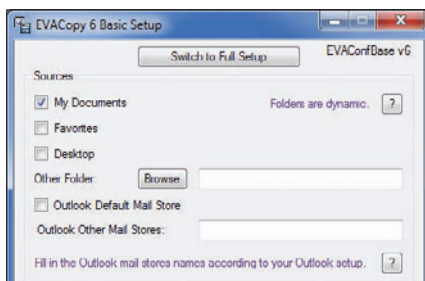 EVACopy 6 Basic Setup
Switch to Full Setup
EVAConfBase v6
Sources
My Documents
Folders are dynamic.
?
Favorites
Desktop
Other Folder:
Browse
Outlook Default Mail Store
Outlook Other Mail Stores:
Fill in the Outlook mail stores names according to your Outlook setup.
?